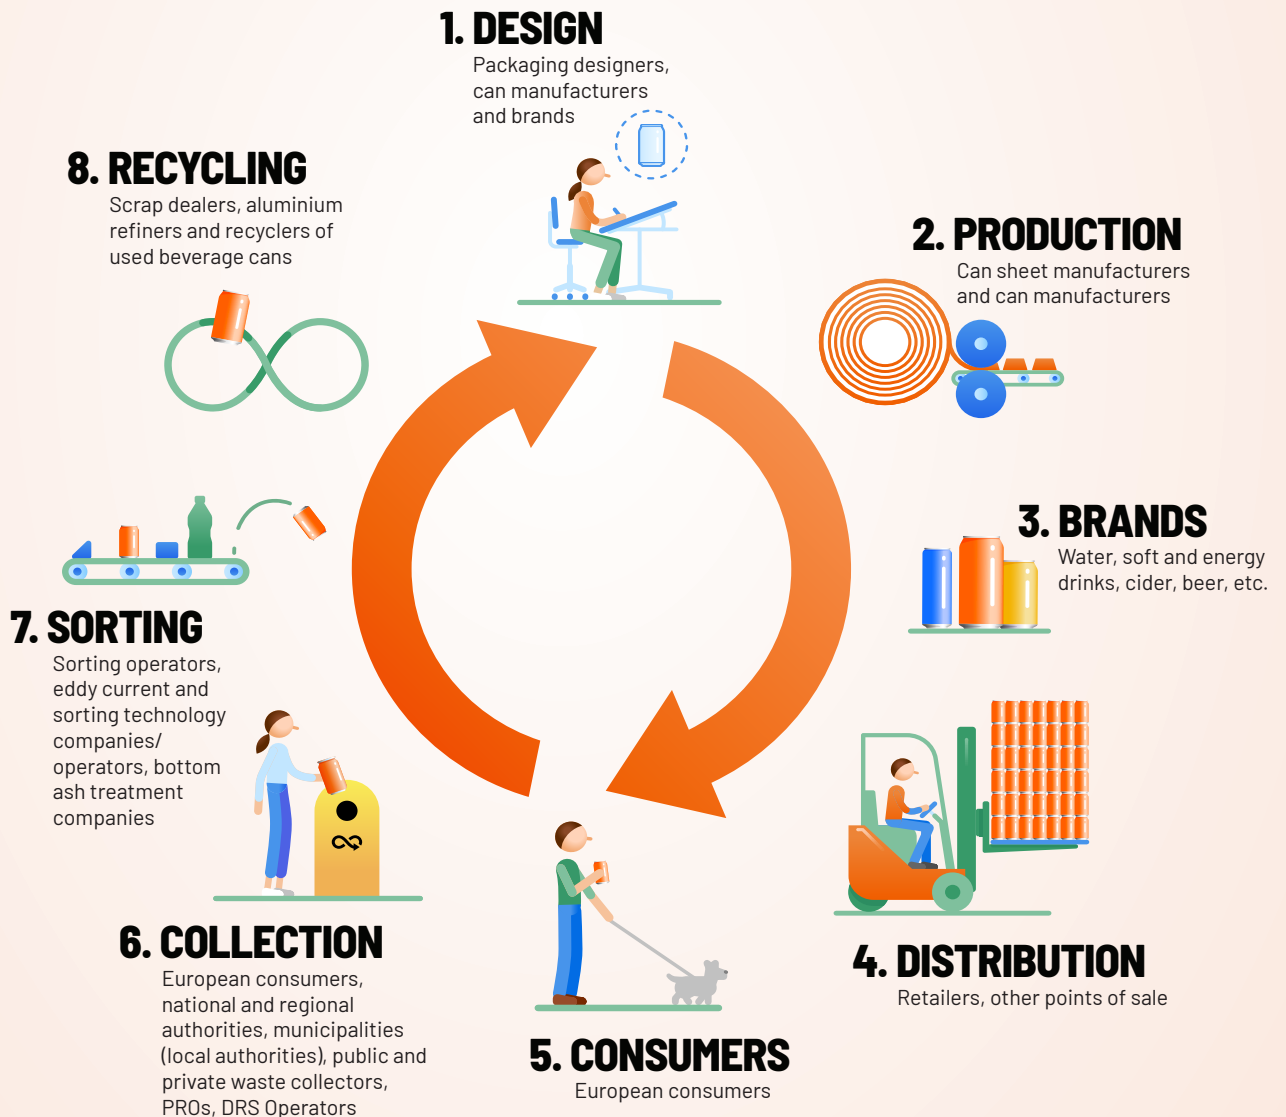 1. DESIGN
Packaging designers,
can manufacturers
and brands
2. PRODUCTION
Can sheet manufacturers
and can manufacturers
3. BRANDS
Water, soft and energy
drinks, cider, beer, etc.
4. DISTRIBUTION
Retailers, other points of sale
5. CONSUMERS
European consumers
6. COLLECTION
European consumers,
national and regional
authorities, municipalities
(local authorities), public and
private waste collectors,
PROs, DRS Operators
7. SORTING
Sorting operators,
eddy current and
sorting technology
companies/
operators, bottom
ash treatment
companies
8. RECYCLING
Scrap dealers, aluminium
refiners and recyclers of
used beverage cans